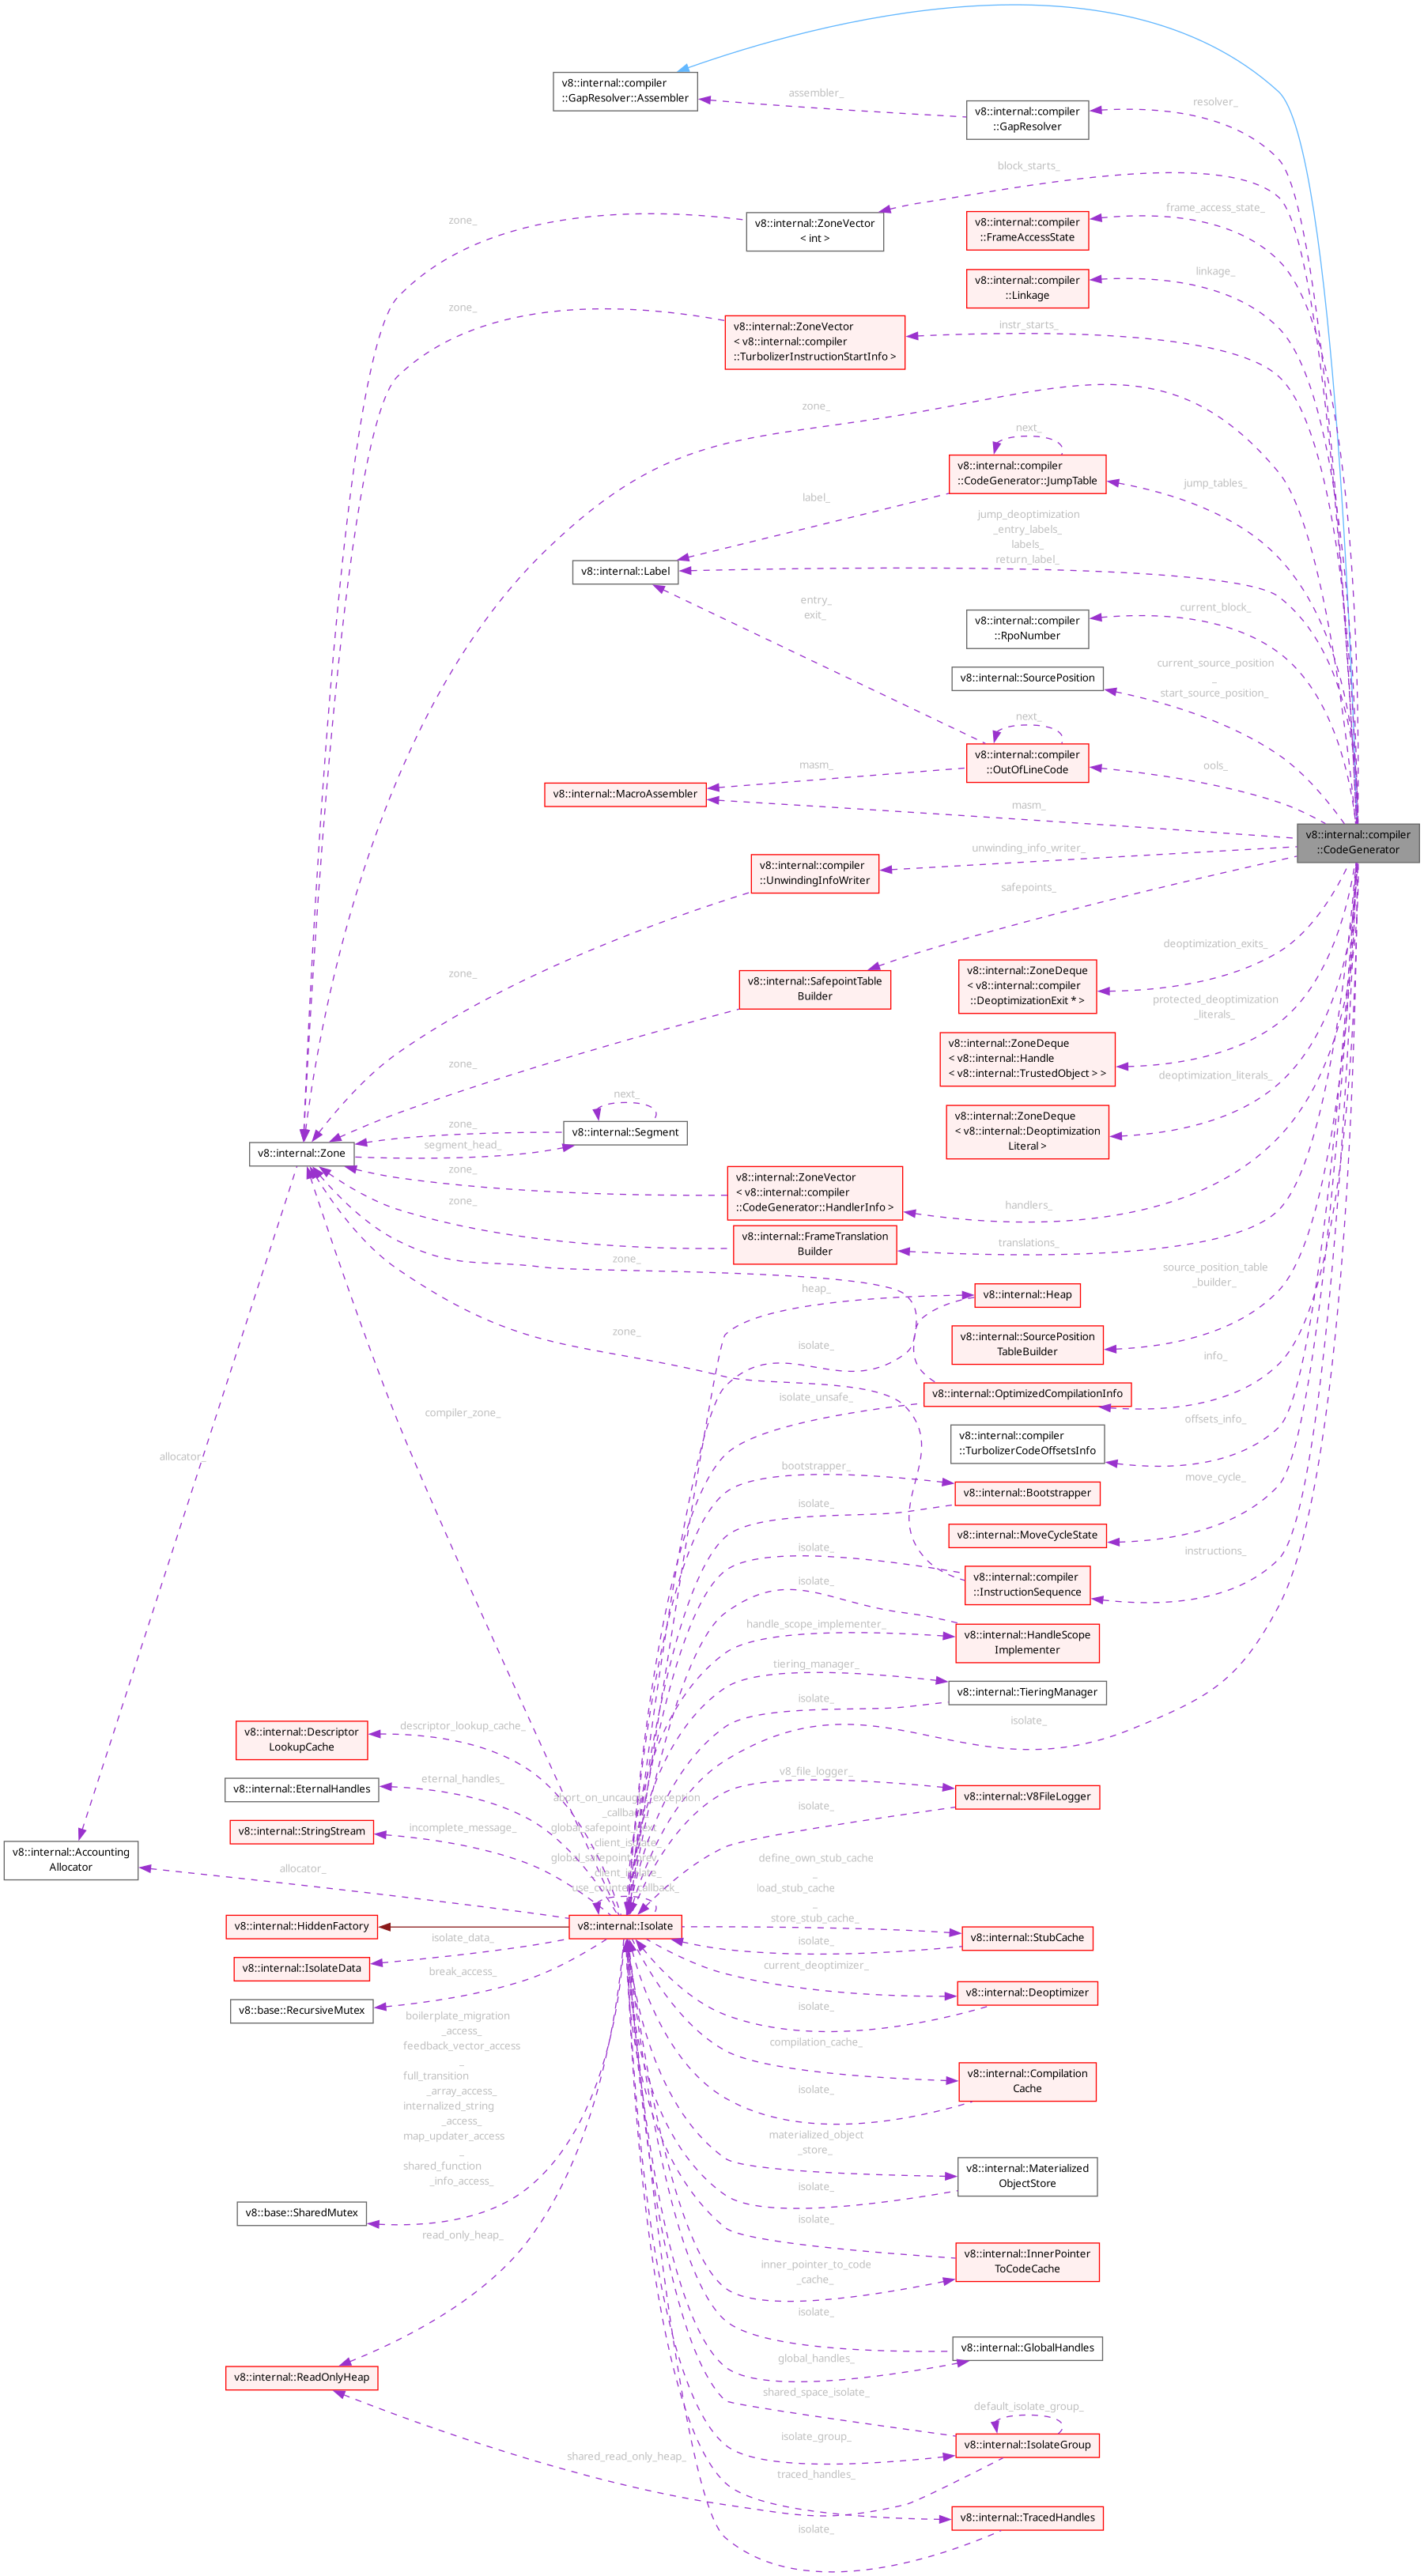 v8::internal::compiler
::GapResolver::Assembler
assembler_
v8::internal::compiler
::GapResolver
resolver_
block_starts_
v8::internal::ZoneVector
< int >
zone_
v8::internal::compiler
::FrameAccessState
frame_access_state_
v8::internal::compiler
::Linkage
linkage_
zone_
v8::internal::ZoneVector
< v8::internal::compiler
::TurbolizerInstructionStartInfo >
instr_starts_
zone_
next_
v8::internal::compiler
::CodeGenerator::JumpTable
jump_tables_
label_
jump_deoptimization
_entry_labels_
labels_
return_label_
v8::internal::Label
entry_
exit_
v8::internal::compiler
::RpoNumber
current_block_
v8::internal::SourcePosition
current_source_position
_
start_source_position_
next_
v8::internal::compiler
::OutOfLineCode
ools_
masm_
v8::internal::MacroAssembler
masm_
v8::internal::compiler
::CodeGenerator
unwinding_info_writer_
v8::internal::compiler
::UnwindingInfoWriter
safepoints_
zone_
v8::internal::SafepointTable
Builder
deoptimization_exits_
v8::internal::ZoneDeque
< v8::internal::compiler
::DeoptimizationExit * >
protected_deoptimization
_literals_
v8::internal::ZoneDeque
< v8::internal::Handle
< v8::internal::TrustedObject > >
zone_
deoptimization_literals_
v8::internal::ZoneDeque
< v8::internal::Deoptimization
Literal >
next_
v8::internal::Segment
zone_
segment_head_
v8::internal::Zone
zone_
v8::internal::ZoneVector
< v8::internal::compiler
::CodeGenerator::HandlerInfo >
handlers_
zone_
v8::internal::FrameTranslation
Builder
translations_
zone_
heap_
v8::internal::Heap
source_position_table
_builder_
zone_
isolate_
v8::internal::SourcePosition
TableBuilder
info_
v8::internal::OptimizedCompilationInfo
isolate_unsafe_
compiler_zone_
offsets_info_
v8::internal::compiler
::TurbolizerCodeOffsetsInfo
allocator_
bootstrapper_
v8::internal::Bootstrapper
isolate_
move_cycle_
v8::internal::MoveCycleState
isolate_
instructions_
v8::internal::compiler
::InstructionSequence
isolate_
handle_scope_implementer_
v8::internal::HandleScope
Implementer
tiering_manager_
v8::internal::TieringManager
isolate_
isolate_
v8::internal::Descriptor
LookupCache
descriptor_lookup_cache_
v8::internal::EternalHandles
eternal_handles_
v8_file_logger_
v8::internal::V8FileLogger
isolate_
abort_on_uncaught_exception
_callback_
global_safepoint_next
_client_isolate_
global_safepoint_prev
_client_isolate_
use_counter_callback_
v8::internal::StringStream
incomplete_message_
v8::internal::Accounting
Allocator
allocator_
define_own_stub_cache
_
load_stub_cache
_
store_stub_cache_
v8::internal::HiddenFactory
v8::internal::Isolate
v8::internal::StubCache
isolate_
v8::internal::IsolateData
isolate_data_
current_deoptimizer_
v8::internal::Deoptimizer
isolate_
v8::base::RecursiveMutex
break_access_
boilerplate_migration
_access_
feedback_vector_access
_
full_transition
_array_access_
internalized_string
_access_
map_updater_access
_
shared_function
_info_access_
compilation_cache_
v8::internal::Compilation
Cache
isolate_
materialized_object
_store_
v8::internal::Materialized
ObjectStore
isolate_
v8::base::SharedMutex
read_only_heap_
isolate_
v8::internal::InnerPointer
ToCodeCache
inner_pointer_to_code
_cache_
isolate_
v8::internal::GlobalHandles
global_handles_
v8::internal::ReadOnlyHeap
shared_space_isolate_
default_isolate_group_
v8::internal::IsolateGroup
isolate_group_
shared_read_only_heap_
traced_handles_
v8::internal::TracedHandles
isolate_